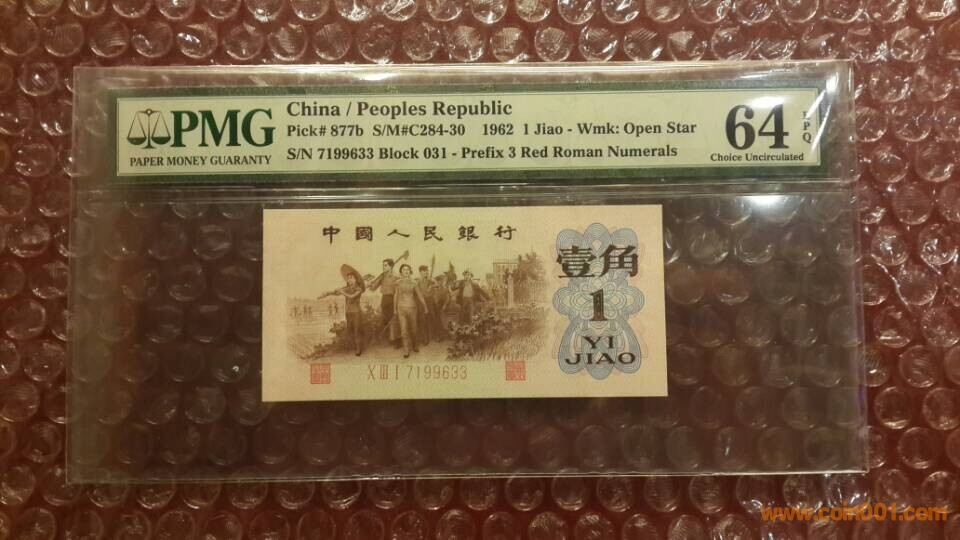 PMG
PAPER MONEY GUARANTY
China / Peoples Republic
Pick# 877b S/M#C284-30 1962 1 Jiao - Wmk: Open Star
S/N 7199633 Block 031 - Prefix 3 Red Roman Numerals
64 EPQ
Choice Uncirculated
中國人民銀行
壹角
1
YI
JIAO
X III I 7199633
www.coin001.com